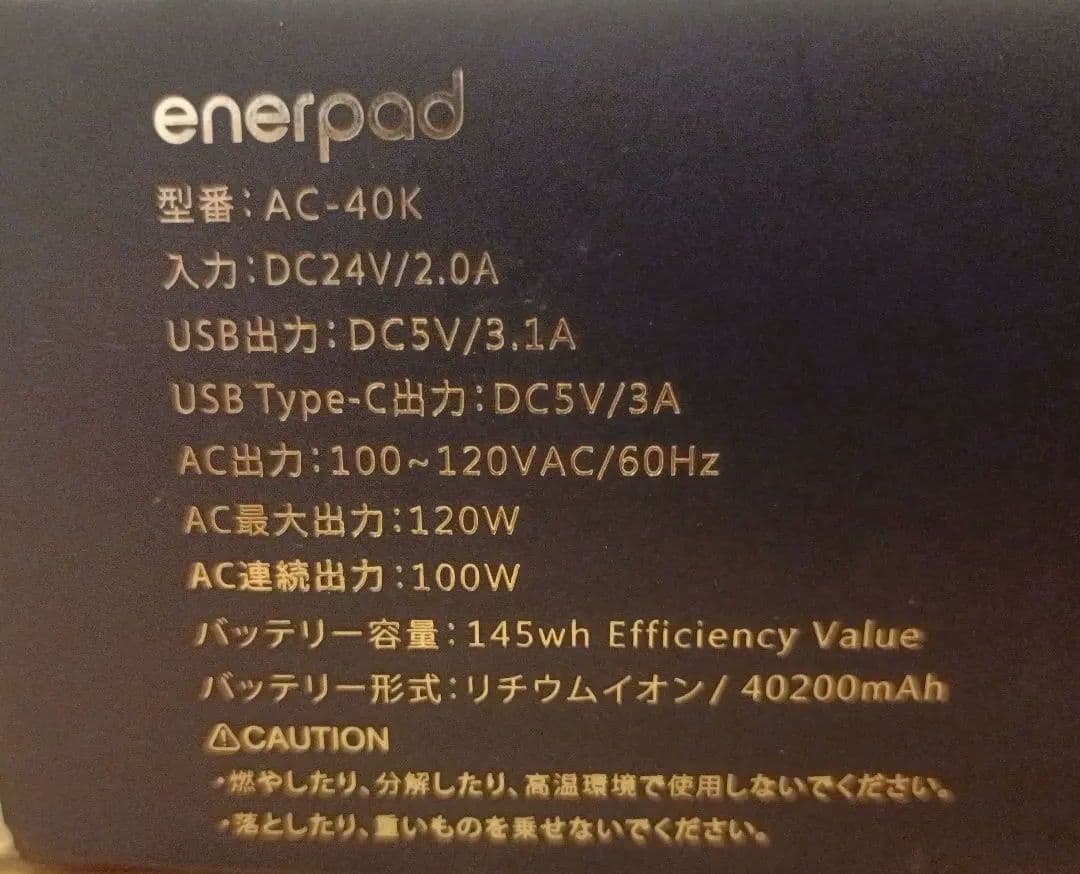 enerpad
型番:AC-40K
入力:DC24V/2.0A
USB出力:DC5V/3.1A
USB Type-C出力:DC5V/3A
AC出力:100~120VAC/60Hz
AC最大出力:120W
AC連続出力:100W
バッテリー容量:145wh Efficiency Value
バッテリー形式:リチウムイオン/ 40200mAh
⚠CAUTION
・燃やしたり、分解したり、高温環境で使用しないでください。
・落としたり、重いものを乗せないでください。